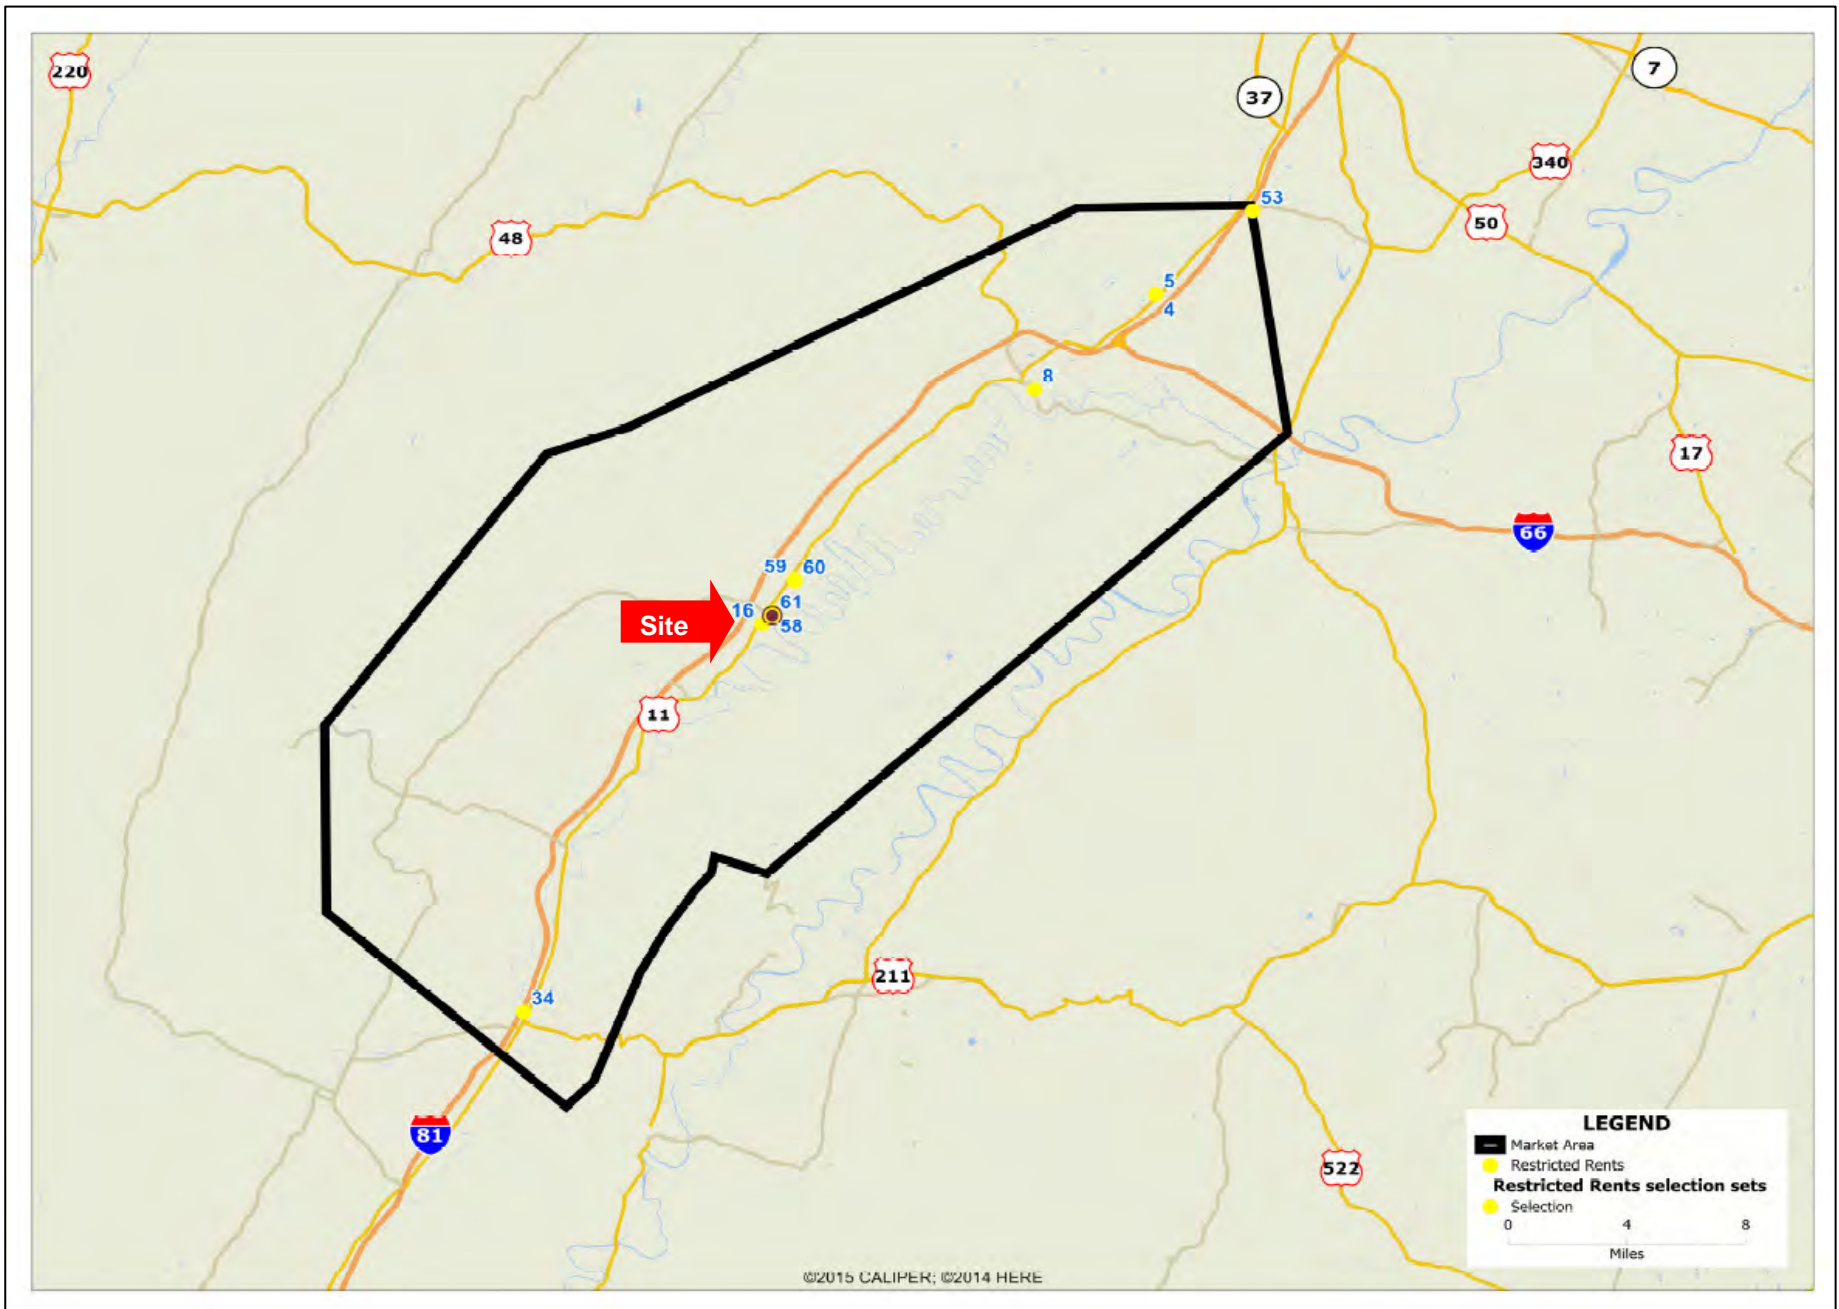 220
7
37
340
48
53
50
5
4
8
17
66
59 60
16 61
Site
58
11
211
34
81
522
LEGEND
Market Area
Restricted Rents
Restricted Rents selection sets
Selection
0 4 8
Miles
©2015 CALIPER; ©2014 HERE